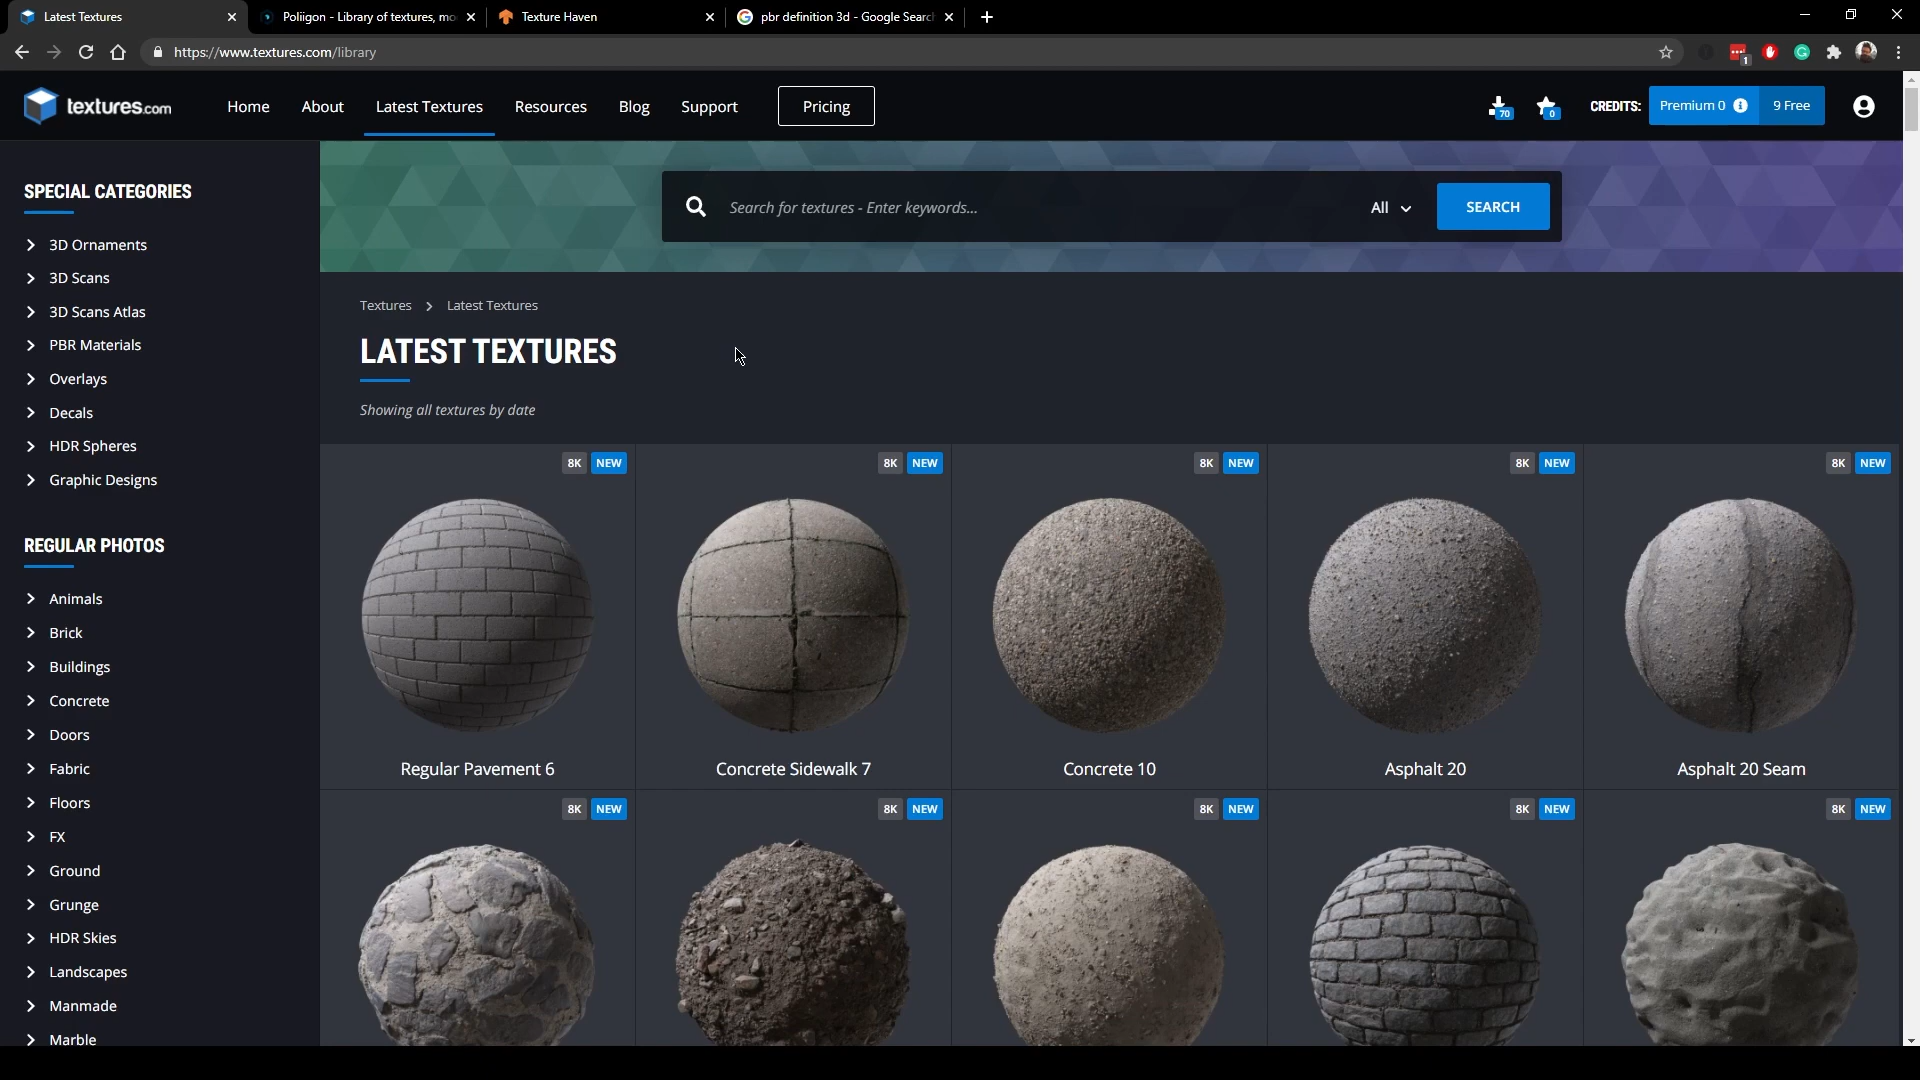 Latest Textures
Poliigon - Library of textures, mo
Texture Haven
pbr definition 3d - Google Searc
https://www.textures.com/library
1
textures.com
Home
About
Latest Textures
Resources
Blog
Support
Pricing
70
0
CREDITS:
Premium 0
9 Free
SPECIAL CATEGORIES
3D Ornaments
3D Scans
3D Scans Atlas
PBR Materials
Overlays
Decals
HDR Spheres
Graphic Designs
REGULAR PHOTOS
Animals
Brick
Buildings
Concrete
Doors
Fabric
Floors
FX
Ground
Grunge
HDR Skies
Landscapes
Manmade
Marble
Search for textures - Enter keywords...
All
SEARCH
Textures > Latest Textures
LATEST TEXTURES
Showing all textures by date
8K NEW
8K NEW
8K NEW
8K NEW
8K NEW
Regular Pavement 6
Concrete Sidewalk 7
Concrete 10
Asphalt 20
Asphalt 20 Seam
8K NEW
8K NEW
8K NEW
8K NEW
8K NEW